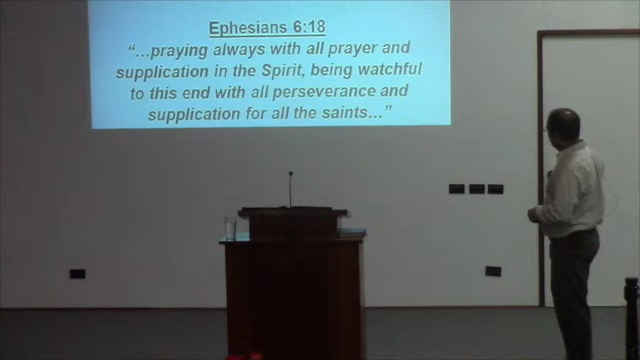 Ephesians 6:18
“…praying always with all prayer and
supplication in the Spirit, being watchful
to this end with all perseverance and
supplication for all the saints…”